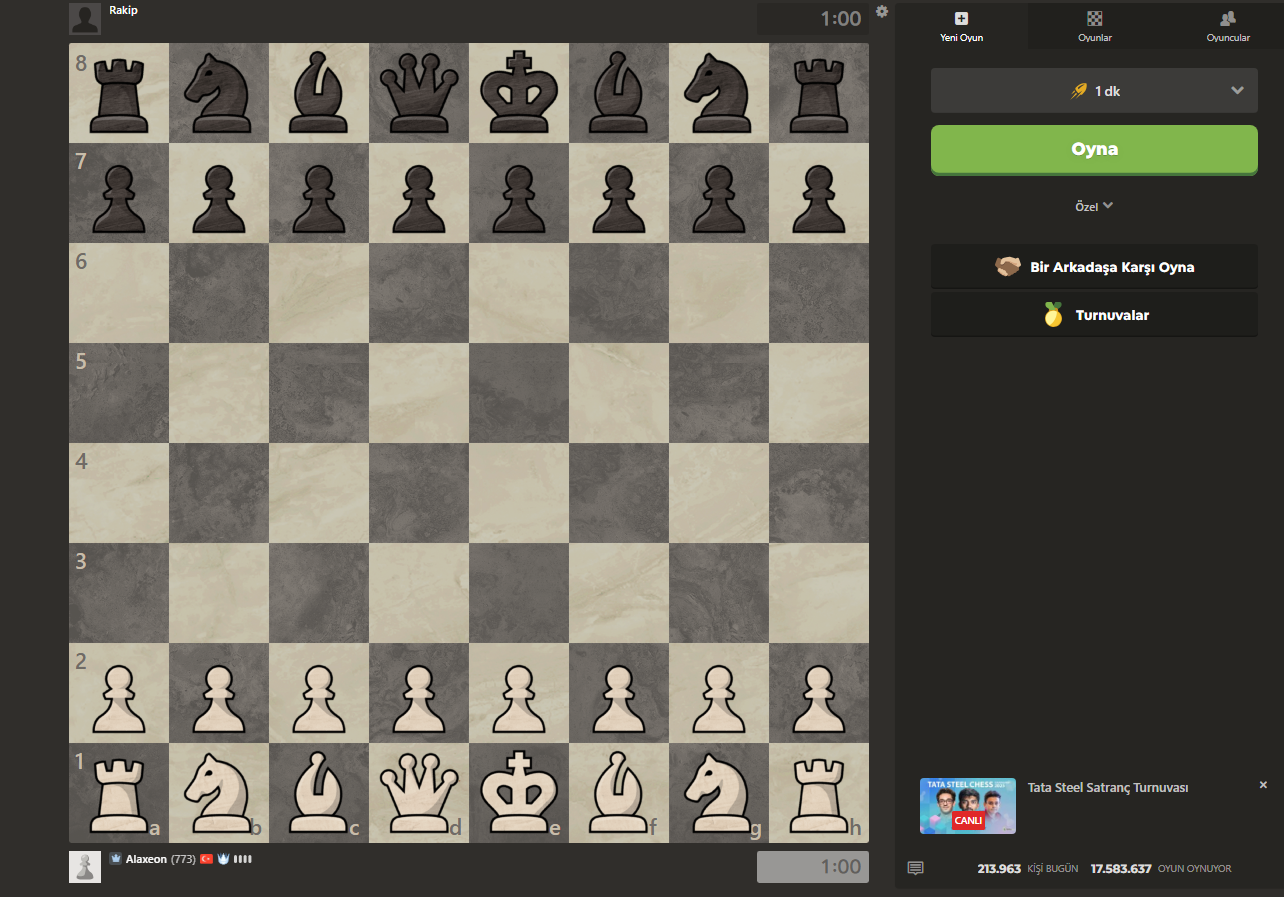 Rakip
1:00
8
7
6
5
4
3
2
1
a b c d e f g h
Alaxeon (773)
1:00
Yeni Oyun
Oyunlar
Oyuncular
1 dk
Oyna
Özel
Bir Arkadaşa Karşı Oyna
Turnuvalar
TATA STEEL CHESS
CANLI
Tata Steel Satranç Turnuvası
213.963 KİŞİ BUGÜN 17.583.637 OYUN OYNUYOR